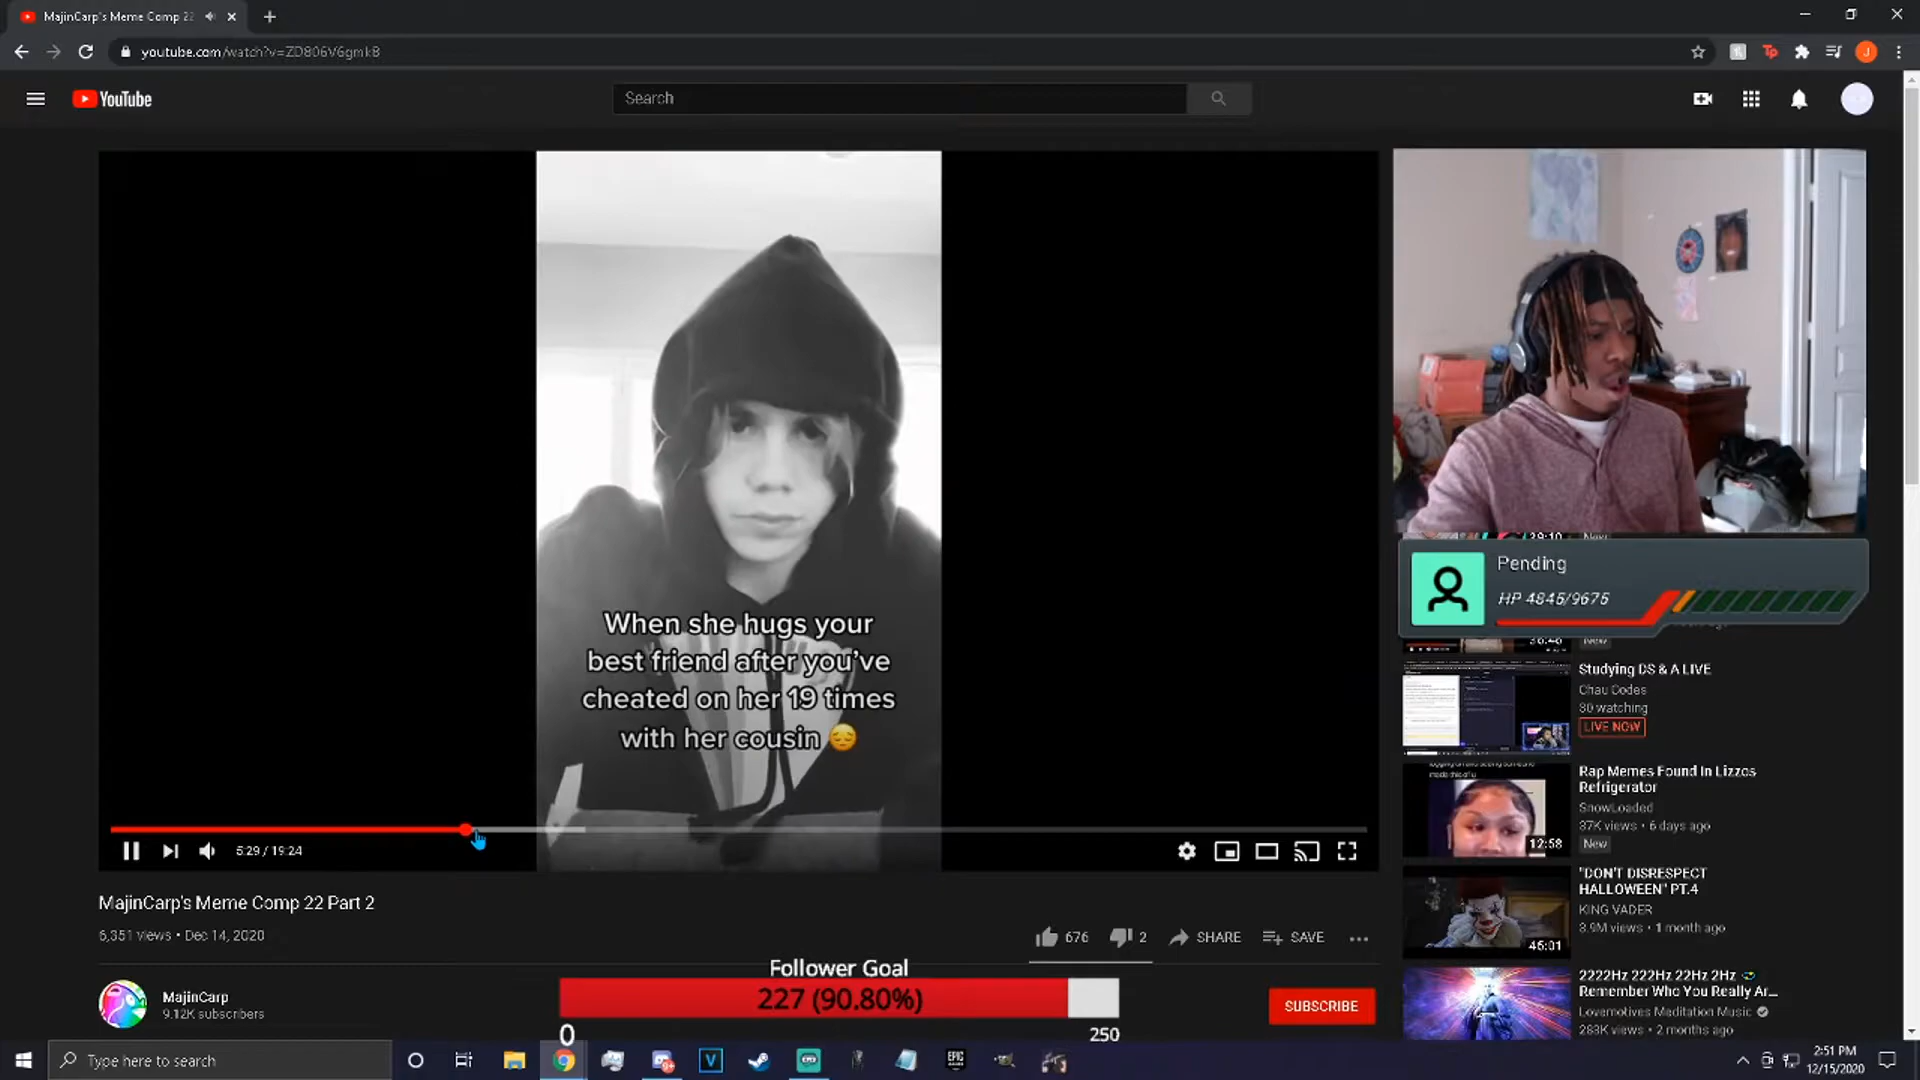 MajinCarp's Meme Comp 22
youtube.com/watch?v=ZD806V6gmk8
YouTube
Search
When she hugs your
best friend after you've
cheated on her 19 times
with her cousin 😔
5:29 / 19:24
MajinCarp's Meme Comp 22 Part 2
6,351 views • Dec 14, 2020
676
2
SHARE
SAVE
MajinCarp
9.12K subscribers
SUBSCRIBE
Follower Goal
227 (90.80%)
0
250
Pending
HP 4845/9675
Studying DS & A LIVE
Chau Codes
30 watching
LIVE NOW
Rap Memes Found In Lizzos
Refrigerator
SnowLoaded
37K views • 6 days ago
New
12:58
"DON'T DISRESPECT
HALLOWEEN" PT.4
KING VADER
3.9M views • 1 month ago
45:01
2222Hz 222Hz 22Hz 2Hz
Remember Who You Really Ar...
Lovemotives Meditation Music
283K views • 2 months ago
Type here to search
2:51 PM
12/15/2020